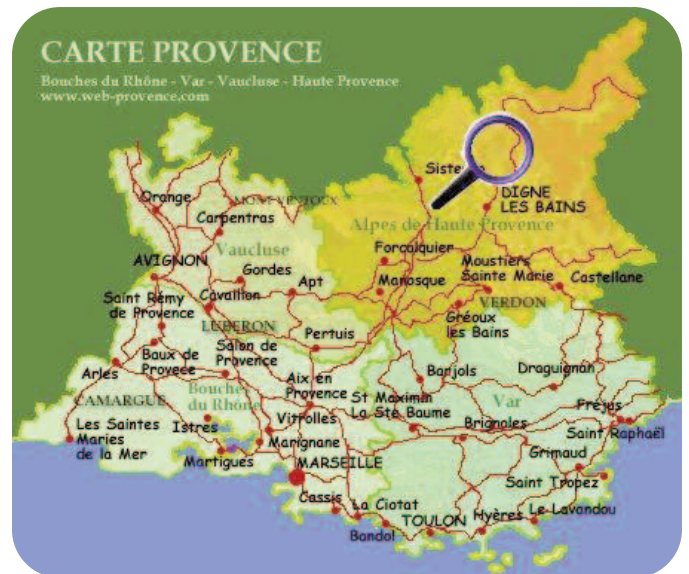 CARTE PROVENCE
Bouches du Rhône - Var - Vaucluse - Haute Provence
www.web-provence.com
DIGNE
LES BAINS
Orange
MONT VENTOUX
Carpentras
Alpes de Haute Provence
Vaucluse
Forcalquier
AVIGNON
Gordes
Moustiers
Sainte Marie
Apt
Manosque
Castellane
Saint Rémy
de Provence
Cavaillon
VERDON
LUBERON
Gréoux
les Bains
Pertuis
Baux de
Provece
Salon de
Provence
Arles
Aix en
Provence
Barjols
Draguignan
CAMARGUE
Bouches
du Rhône
St Maximin
La Ste Baume
Var
Les Saintes
Maries
de la Mer
Istres
Vitrolles
Brignoles
Fréjus
Saint Raphaël
Marignane
Martigues
MARSEILLE
Grimaud
Saint Tropez
Cassis
La Ciotat
Bandol
TOULON
Hyères
Le Lavandou